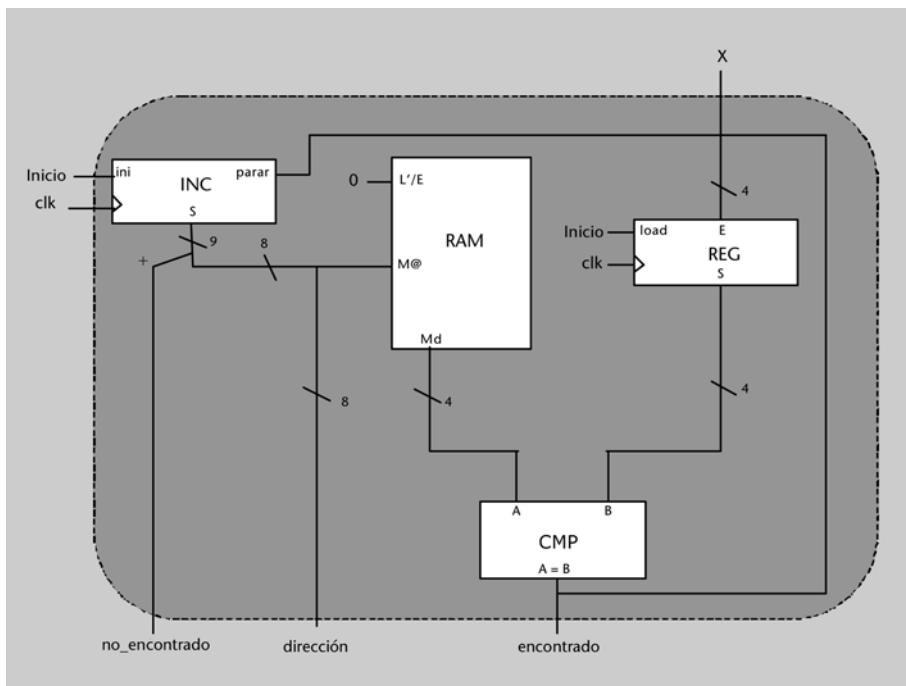 X
Inicio
ini
parar
INC
clk
S
9
8
+
0
L'/E
RAM
M@
Md
4
Inicio
load
E
REG
clk
S
8
4
4
A
B
CMP
A = B
no_encontrado
dirección
encontrado